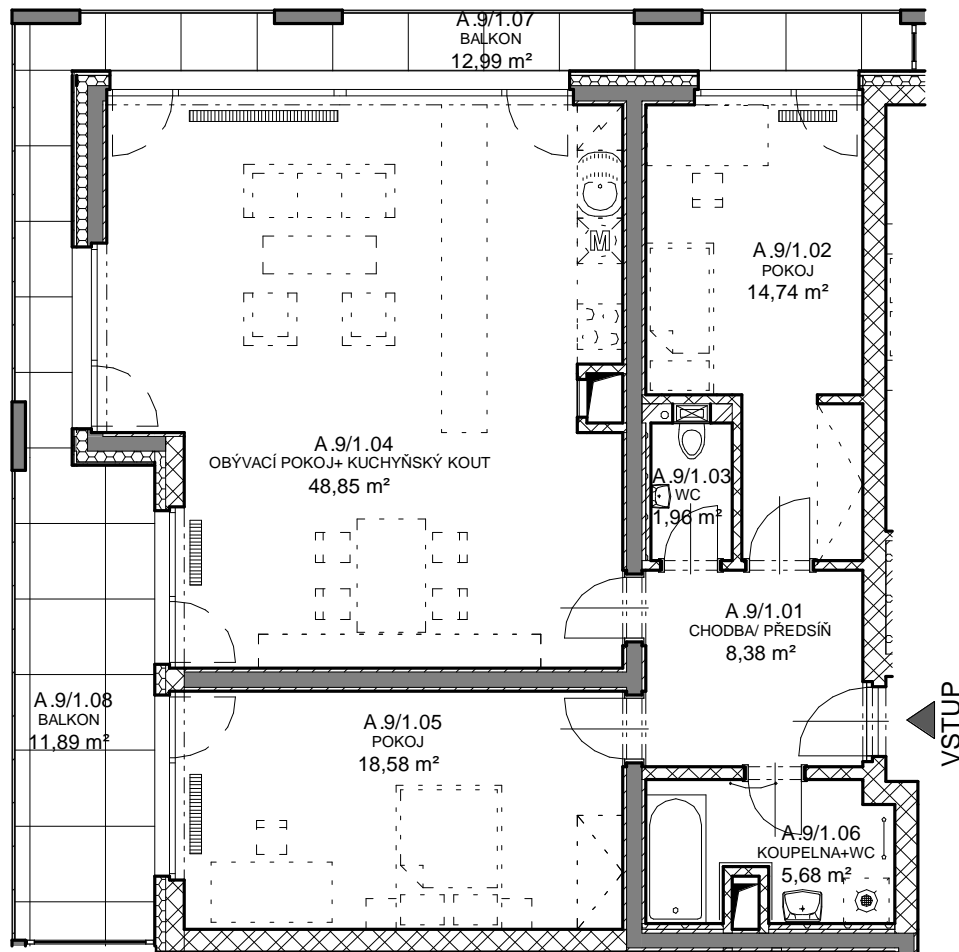 A.9/1.07
BALKON
12,99 m²
M
A.9/1.02
POKOJ
14,74 m²
A.9/1.04
OBÝVACÍ POKOJ+ KUCHYŇSKÝ KOUT
48,85 m²
A.9/1.03
WC
1,96 m²
A.9/1.01
CHODBA/ PŘEDSÍŇ
8,38 m²
A.9/1.08
BALKON
11,89 m²
A.9/1.05
POKOJ
18,58 m²
VSTUP
A.9/1.06
KOUPELNA+WC
5,68 m²